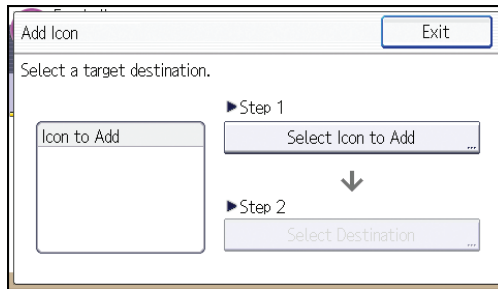 Add Icon
Exit
Select a target destination.
▶Step 1
Icon to Add
Select Icon to Add
...
▶Step 2
Select Destination
...